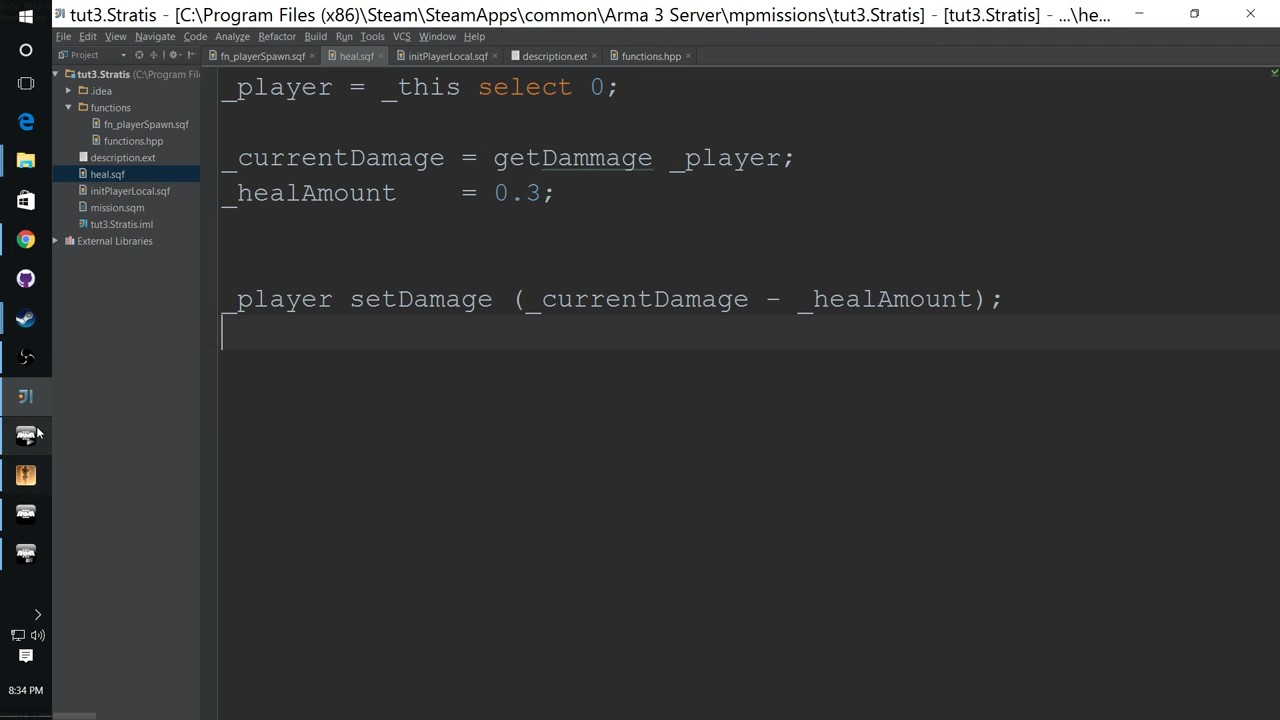 tut3.Stratis - [C:\Program Files (x86)\Steam\SteamApps\common\Arma 3 Server\mpmissions\tut3.Stratis] - [tut3.Stratis] - ...\he...
File Edit View Navigate Code Analyze Refactor Build Run Tools VCS Window Help
Project
fn_playerSpawn.sqf heal.sqf initPlayerLocal.sqf description.ext functions.hpp
tut3.Stratis (C:\Program File
.idea
functions
fn_playerSpawn.sqf
functions.hpp
description.ext
heal.sqf
initPlayerLocal.sqf
mission.sqm
tut3.Stratis.iml
External Libraries
_player = _this select 0;
_currentDamage = getDammage _player;
_healAmount = 0.3;
_player setDamage (_currentDamage - _healAmount);
8:34 PM